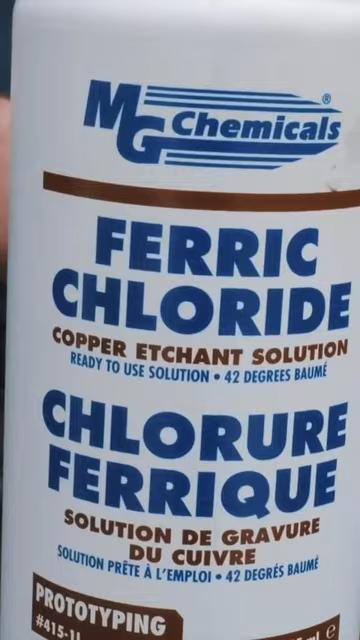 MG Chemicals®
FERRIC
CHLORIDE
COPPER ETCHANT SOLUTION
READY TO USE SOLUTION • 42 DEGREES BAUMÉ
CHLORURE
FERRIQUE
SOLUTION DE GRAVURE
DU CUIVRE
SOLUTION PRÊTE À L'EMPLOI • 42 DEGRÉS BAUMÉ
PROTOTYPING